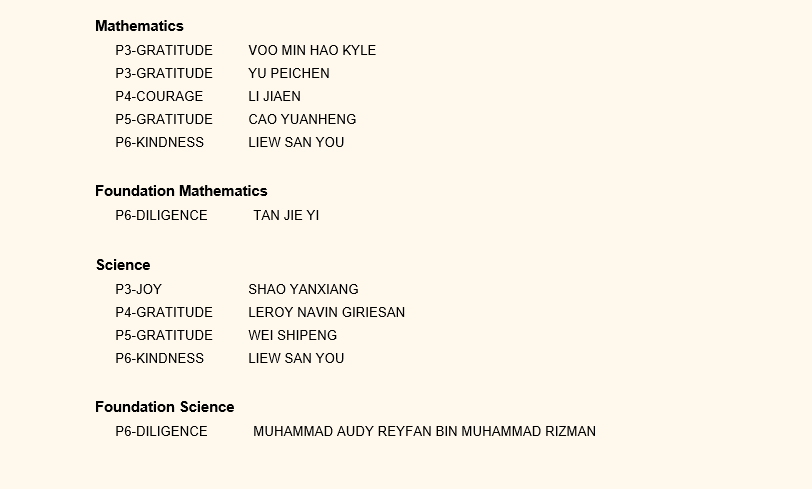 Mathematics
P3-GRATITUDE VOO MIN HAO KYLE
P3-GRATITUDE YU PEICHEN
P4-COURAGE LI JIAEN
P5-GRATITUDE CAO YUANHENG
P6-KINDNESS LIEW SAN YOU
Foundation Mathematics
P6-DILIGENCE TAN JIE YI
Science
P3-JOY SHAO YANXIANG
P4-GRATITUDE LEROY NAVIN GIRIESAN
P5-GRATITUDE WEI SHIPENG
P6-KINDNESS LIEW SAN YOU
Foundation Science
P6-DILIGENCE MUHAMMAD AUDY REYFAN BIN MUHAMMAD RIZMAN